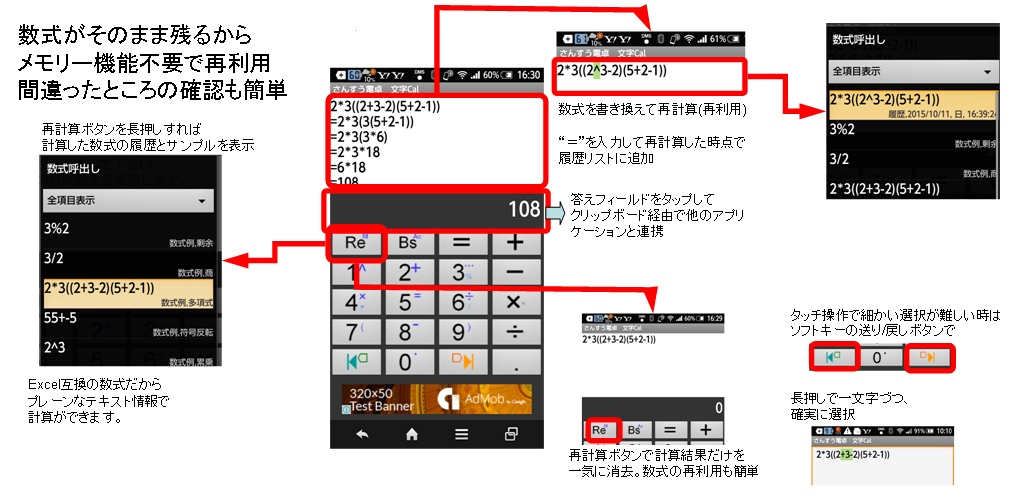 数式がそのまま残るから
メモリー機能不要で再利用
間違ったところの確認も簡単
再計算ボタンを長押しすれば
計算した数式の履歴とサンプルを表示
数式呼出し
全項目表示
3%2
数式例,剰余
3/2
数式例,商
2*3((2+3-2)(5+2-1))
数式例,多項式
55+-5
数式例,符号反転
2^3
数式例,累乗
Excel互換の数式だから
プレーンなテキスト情報で
計算ができます。
60% 16:30
さんすう電卓 文字Cal
2*3((2+3-2)(5+2-1))
=2*3(3(5+2-1))
=2*3(3*6)
=2*3*18
=6*18
=108
108
Re M Bs Ac = +
1 ^ 2 + 3 −
4 × 5 = 6 ÷ ×
7 ( 8 − 9 ) ÷
0 .
320x50
Test Banner
AdMob by Google
61%
さんすう電卓 文字Cal
2*3((2^3-2)(5+2-1))
数式を書き換えて再計算(再利用)
“=”を入力して再計算した時点で
履歴リストに追加
答えフィールドをタップして
クリップボード経由で他のアプリ
ケーションと連携
数式呼出し
全項目表示
2*3((2^3-2)(5+2-1))
履歴,2015/10/11, 日, 16:39:24
3%2
数式例,剰余
3/2
数式例,商
2*3((2+3-2)(5+2-1))
60% 16:29
さんすう電卓 文字Cal
2*3((2+3-2)(5+2-1))
0
Re M Bs Ac = +
再計算ボタンで計算結果だけを
一気に消去。数式の再利用も簡単
タッチ操作で細かい選択が難しい時は
ソフトキーの送り/戻しボタンで
0
長押しで一文字づつ、
確実に選択
91% 10:10
さんすう電卓 文字Cal
2*3((2+3-2)(5+2-1))